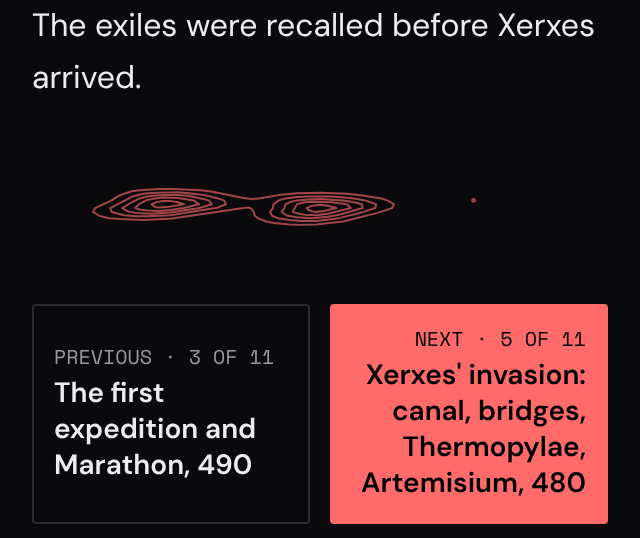 The exiles were recalled before Xerxes
arrived.
PREVIOUS · 3 OF 11
The first
expedition and
Marathon, 490
NEXT · 5 OF 11
Xerxes' invasion:
canal, bridges,
Thermopylae,
Artemisium, 480